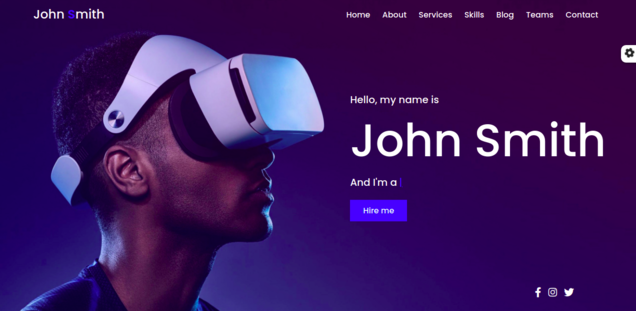 John Smith
Home About Services Skills Blog Teams Contact
Hello, my name is
John Smith
And I'm a
Hire me